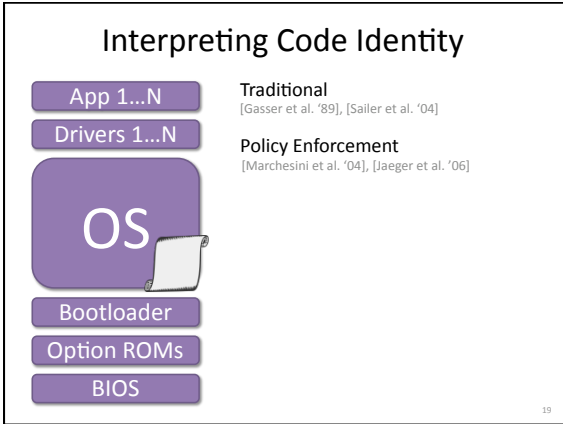 Interpreting Code Identity
App 1…N
Drivers 1…N
OS
Bootloader
Option ROMs
BIOS
Traditional
[Gasser et al. ‘89], [Sailer et al. ‘04]
Policy Enforcement
[Marchesini et al. ‘04], [Jaeger et al. ’06]
19